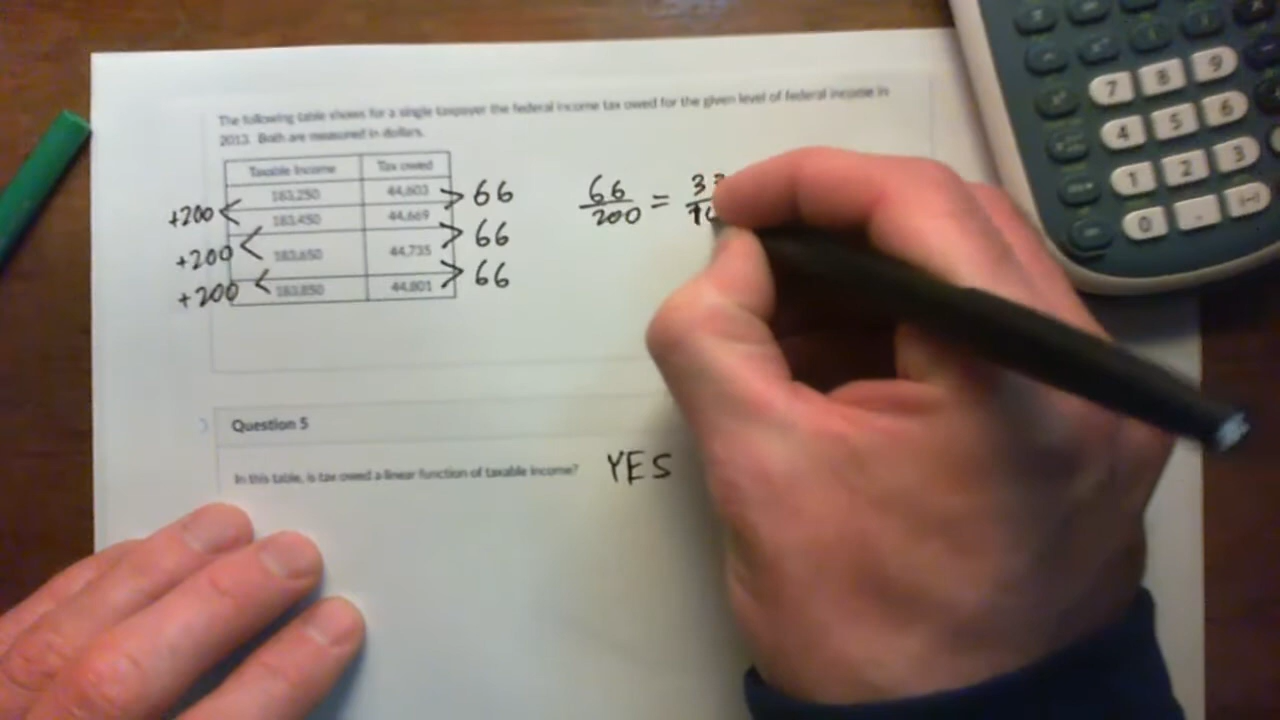 The following table shows for a single taxpayer the federal income tax owed for the given level of federal income in
2013. Both are measured in dollars.
Taxable Income Tax owed
183,250 44,603
183,450 44,669
183,650 44,735
183,850 44,801
+200 < > 66
+200 < > 66
+200 < > 66
66/200 = 33
Question 5
In this table, is tax owed a linear function of taxable income? YES
7 8 9
4 5 6
1 2 3
0 . (-)